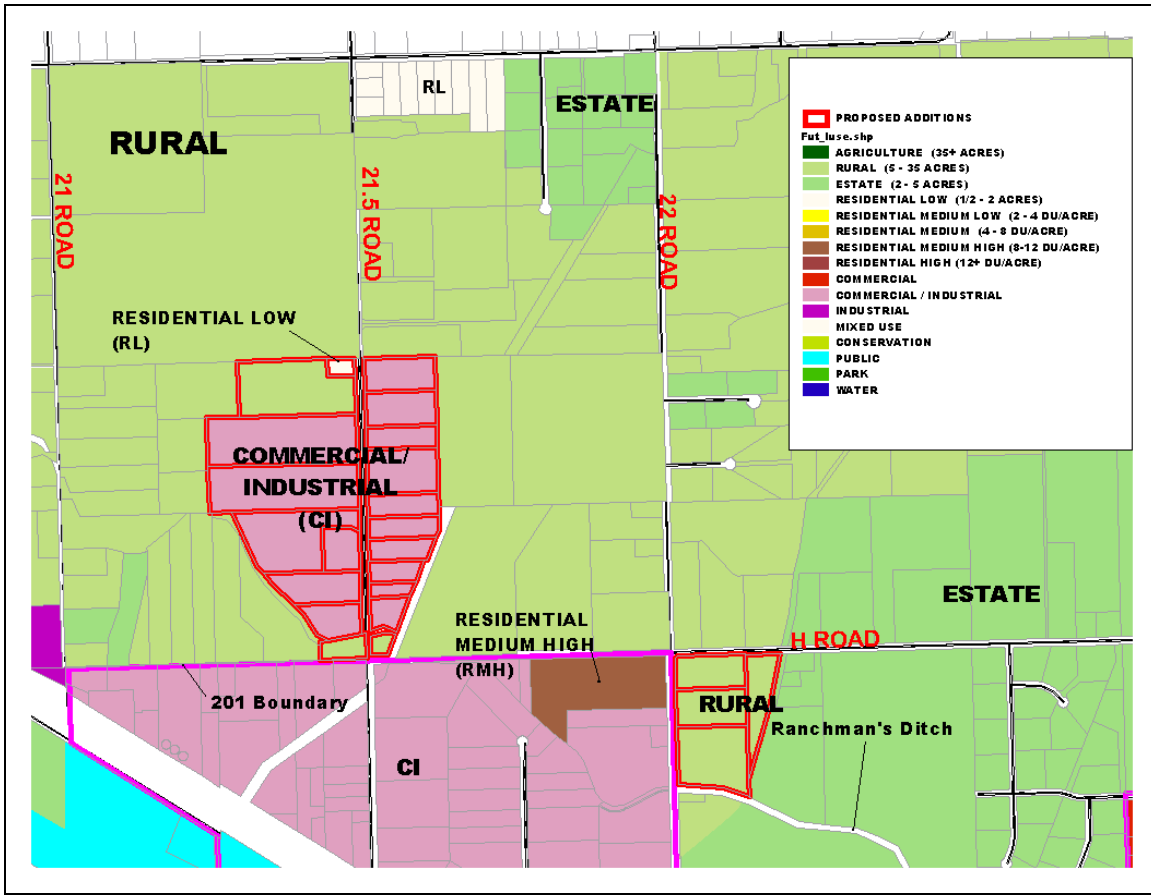 RL
ESTATE
RURAL
21 ROAD
21.5 ROAD
22 ROAD
PROPOSED ADDITIONS
Fut_luse.shp
AGRICULTURE (35+ ACRES)
RURAL (5 - 35 ACRES)
ESTATE (2 - 5 ACRES)
RESIDENTIAL LOW (1/2 - 2 ACRES)
RESIDENTIAL MEDIUM LOW (2 - 4 DU/ACRE)
RESIDENTIAL MEDIUM (4 - 8 DU/ACRE)
RESIDENTIAL MEDIUM HIGH (8-12 DU/ACRE)
RESIDENTIAL HIGH (12+ DU/ACRE)
COMMERCIAL
COMMERCIAL / INDUSTRIAL
INDUSTRIAL
MIXED USE
CONSERVATION
PUBLIC
PARK
WATER
RESIDENTIAL LOW
(RL)
COMMERCIAL/
INDUSTRIAL
(CI)
ESTATE
RESIDENTIAL
MEDIUM HIGH
(RMH)
H ROAD
201 Boundary
RURAL
Ranchman's Ditch
CI